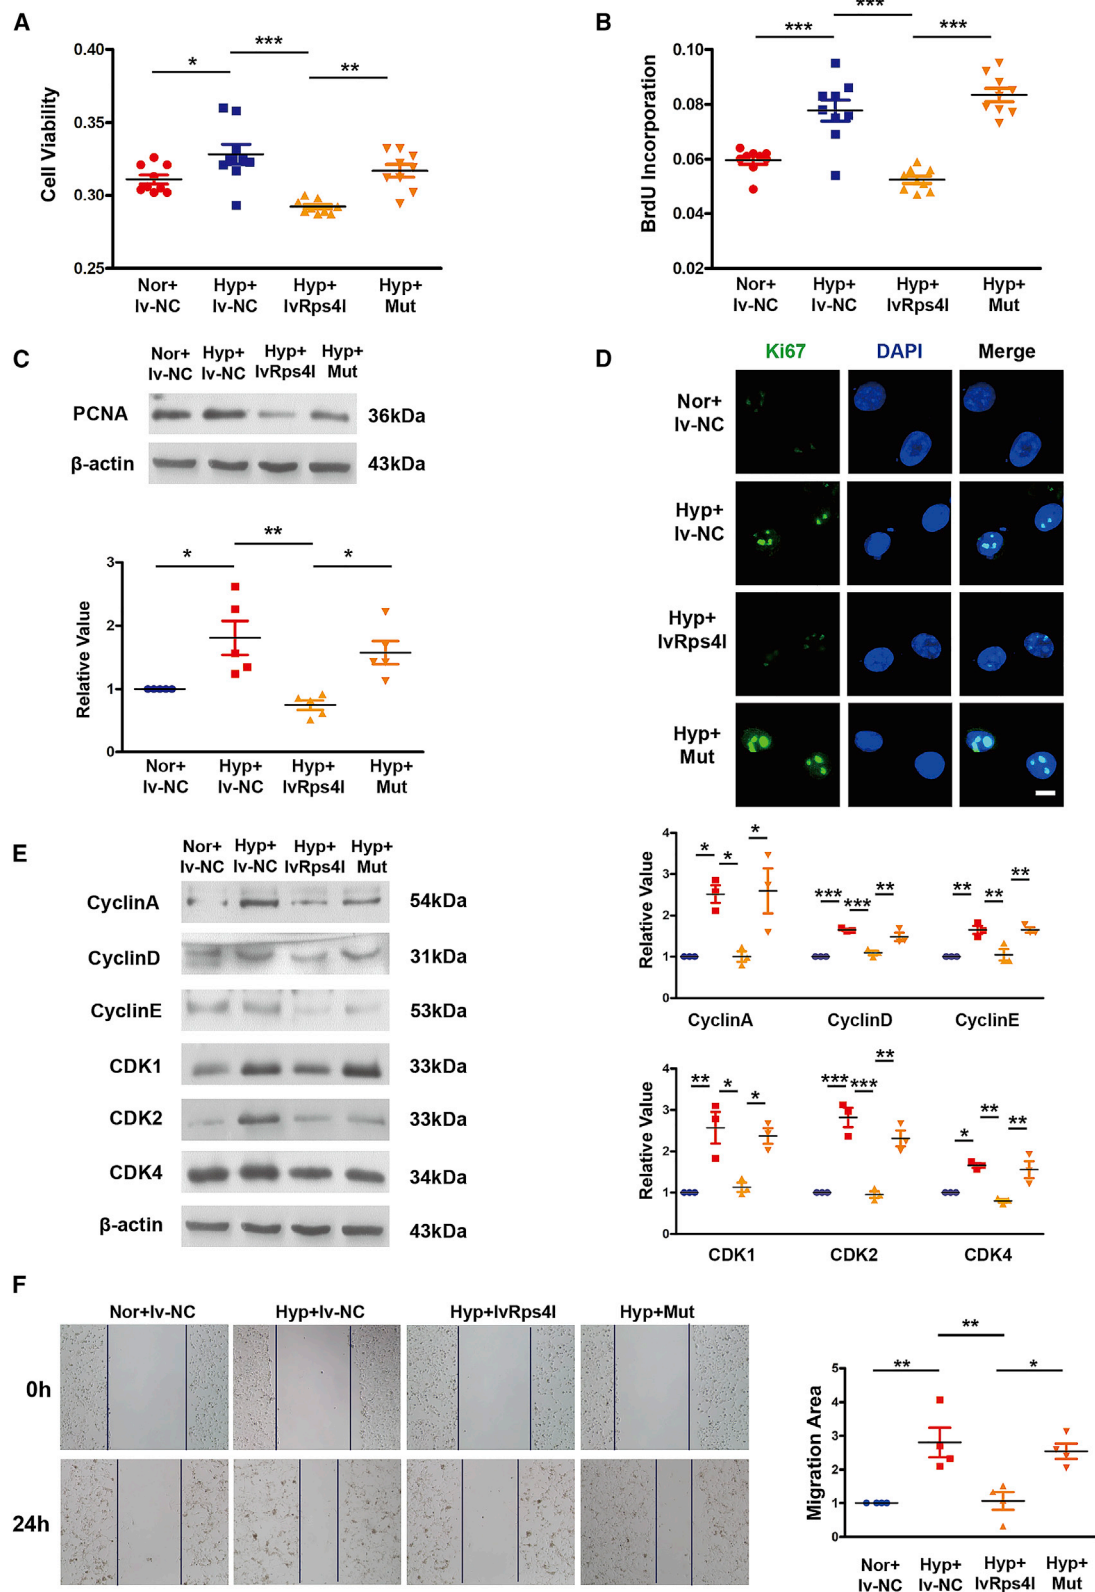 A
Cell Viability
0.40
0.35
0.30
0.25
*
***
**
Nor+
lv-NC
Hyp+
lv-NC
Hyp+
lvRps4l
Hyp+
Mut
B
BrdU Incorporation
0.10
0.08
0.06
0.04
0.02
***
***
***
Nor+
lv-NC
Hyp+
lv-NC
Hyp+
lvRps4l
Hyp+
Mut
C
Nor+
lv-NC
Hyp+
lv-NC
Hyp+
lvRps4l
Hyp+
Mut
PCNA
36kDa
β-actin
43kDa
Relative Value
3
2
1
0
*
**
*
Nor+
lv-NC
Hyp+
lv-NC
Hyp+
lvRps4l
Hyp+
Mut
D
Ki67
DAPI
Merge
Nor+
lv-NC
Hyp+
lv-NC
Hyp+
lvRps4l
Hyp+
Mut
E
Nor+
lv-NC
Hyp+
lv-NC
Hyp+
lvRps4l
Hyp+
Mut
CyclinA
54kDa
CyclinD
31kDa
CyclinE
53kDa
CDK1
33kDa
CDK2
33kDa
CDK4
34kDa
β-actin
43kDa
Relative Value
4
3
2
1
0
*
*
*
***
***
**
**
**
**
CyclinA
CyclinD
CyclinE
Relative Value
4
3
2
1
0
**
*
*
***
***
**
*
**
**
CDK1
CDK2
CDK4
F
Nor+lv-NC
Hyp+lv-NC
Hyp+lvRps4l
Hyp+Mut
0h
24h
Migration Area
5
4
3
2
1
0
**
**
*
Nor+
lv-NC
Hyp+
lv-NC
Hyp+
lvRps4l
Hyp+
Mut